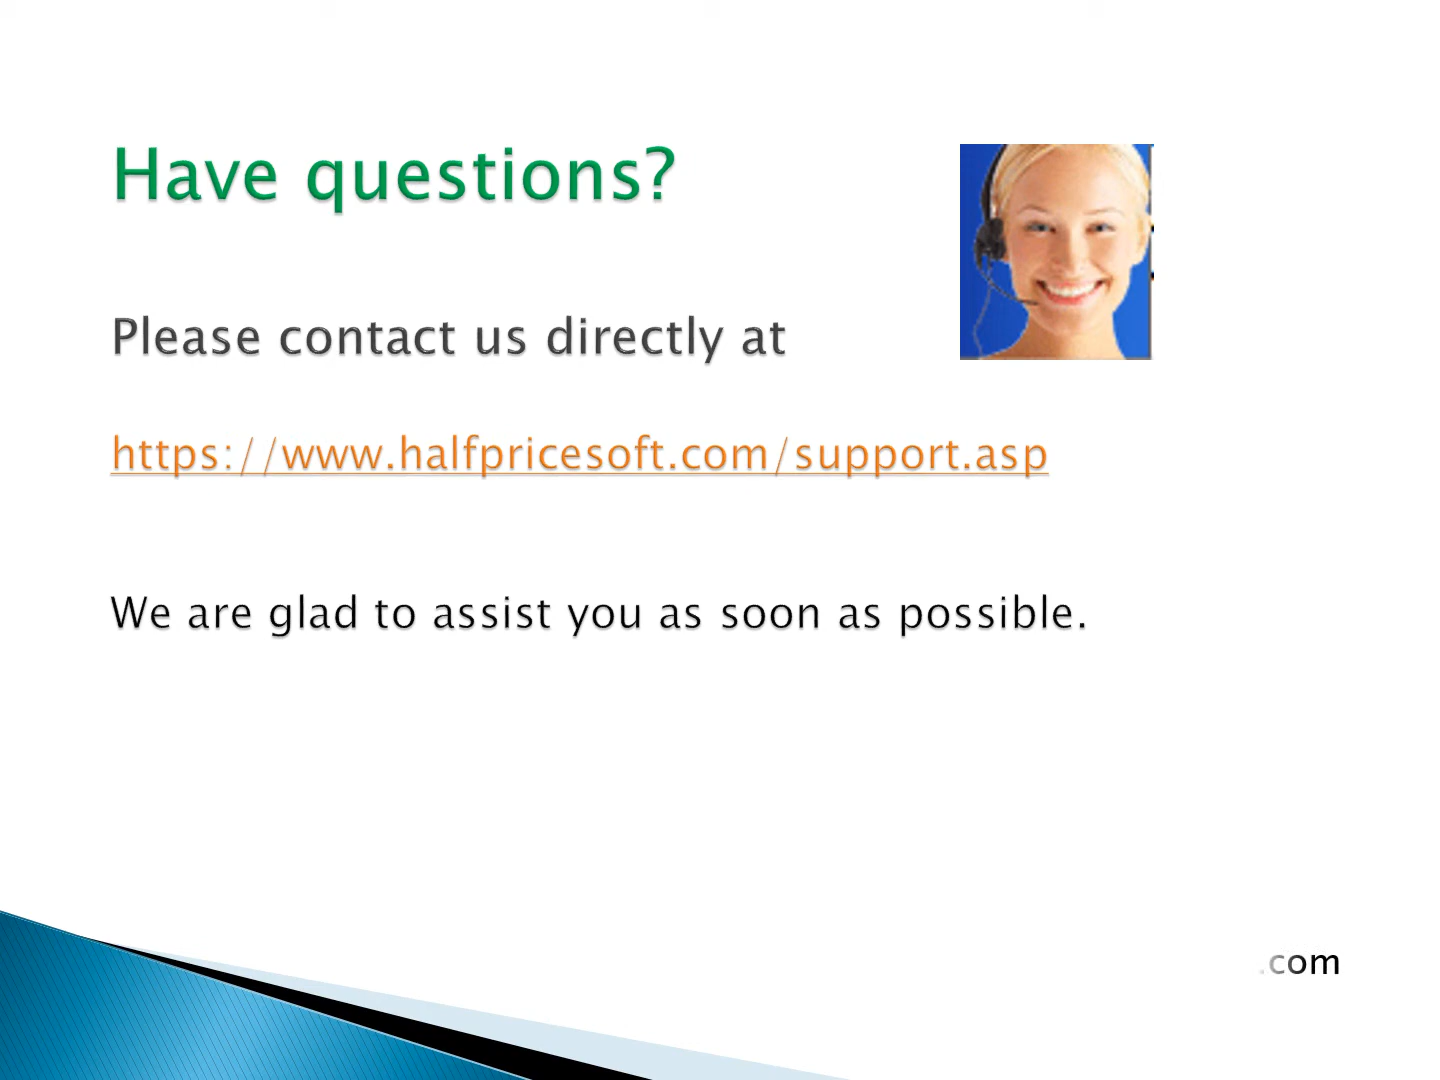 Have questions?
Please contact us directly at
https://www.halfpricesoft.com/support.asp
We are glad to assist you as soon as possible.
.com